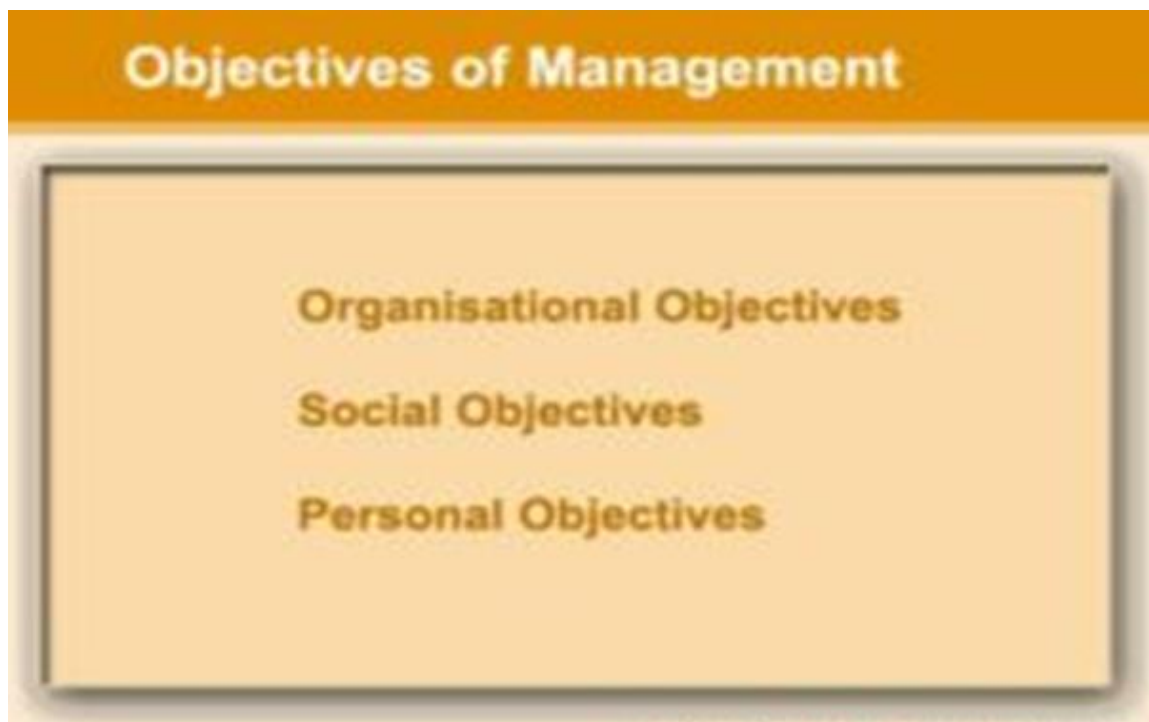 Objectives of Management
Organisational Objectives
Social Objectives
Personal Objectives